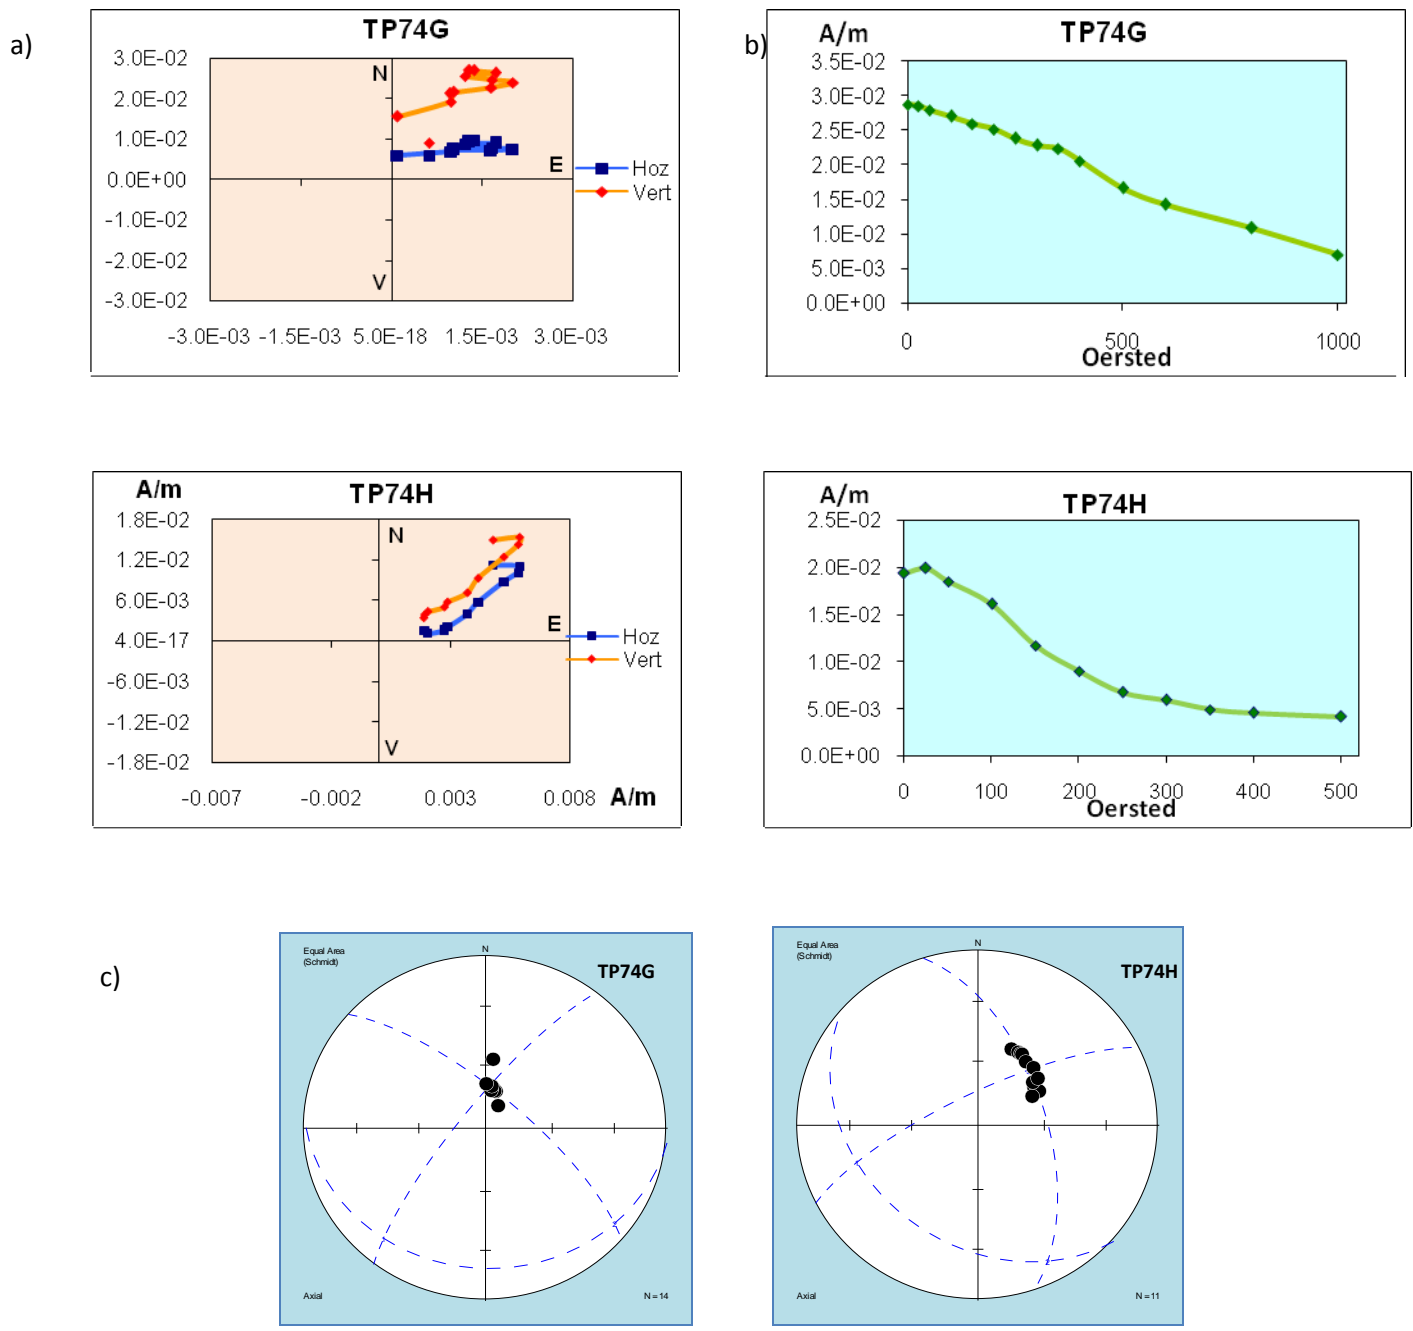 a)
TP74G
3.0E-02
2.0E-02
1.0E-02
0.0E+00
-1.0E-02
-2.0E-02
-3.0E-02
N
E
V
Hoz
Vert
-3.0E-03 -1.5E-03 5.0E-18 1.5E-03 3.0E-03
b)
A/m
TP74G
3.5E-02
3.0E-02
2.5E-02
2.0E-02
1.5E-02
1.0E-02
5.0E-03
0.0E+00
0 500 1000
Oersted
A/m
TP74H
1.8E-02
1.2E-02
6.0E-03
4.0E-17
-6.0E-03
-1.2E-02
-1.8E-02
N
E
V
Hoz
Vert
-0.007 -0.002 0.003 0.008 A/m
A/m
TP74H
2.5E-02
2.0E-02
1.5E-02
1.0E-02
5.0E-03
0.0E+00
0 100 200 300 400 500
Oersted
c)
Equal Area
(Schmidt)
N
TP74G
Axial
N = 14
Equal Area
(Schmidt)
N
TP74H
Axial
N = 11